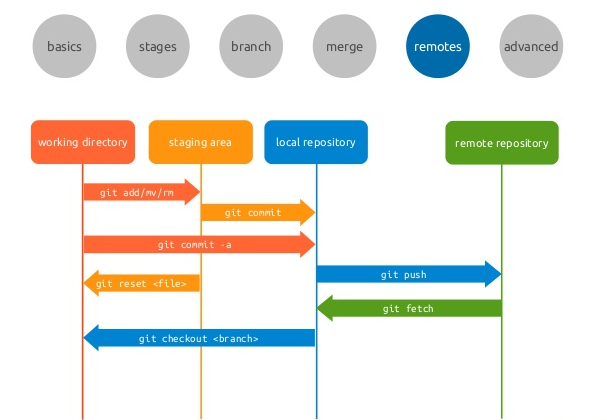 basics
stages
branch
merge
remotes
advanced
working directory
staging area
local repository
remote repository
git add/mv/rm
git commit
git commit -a
git push
git reset <file>
git fetch
git checkout <branch>